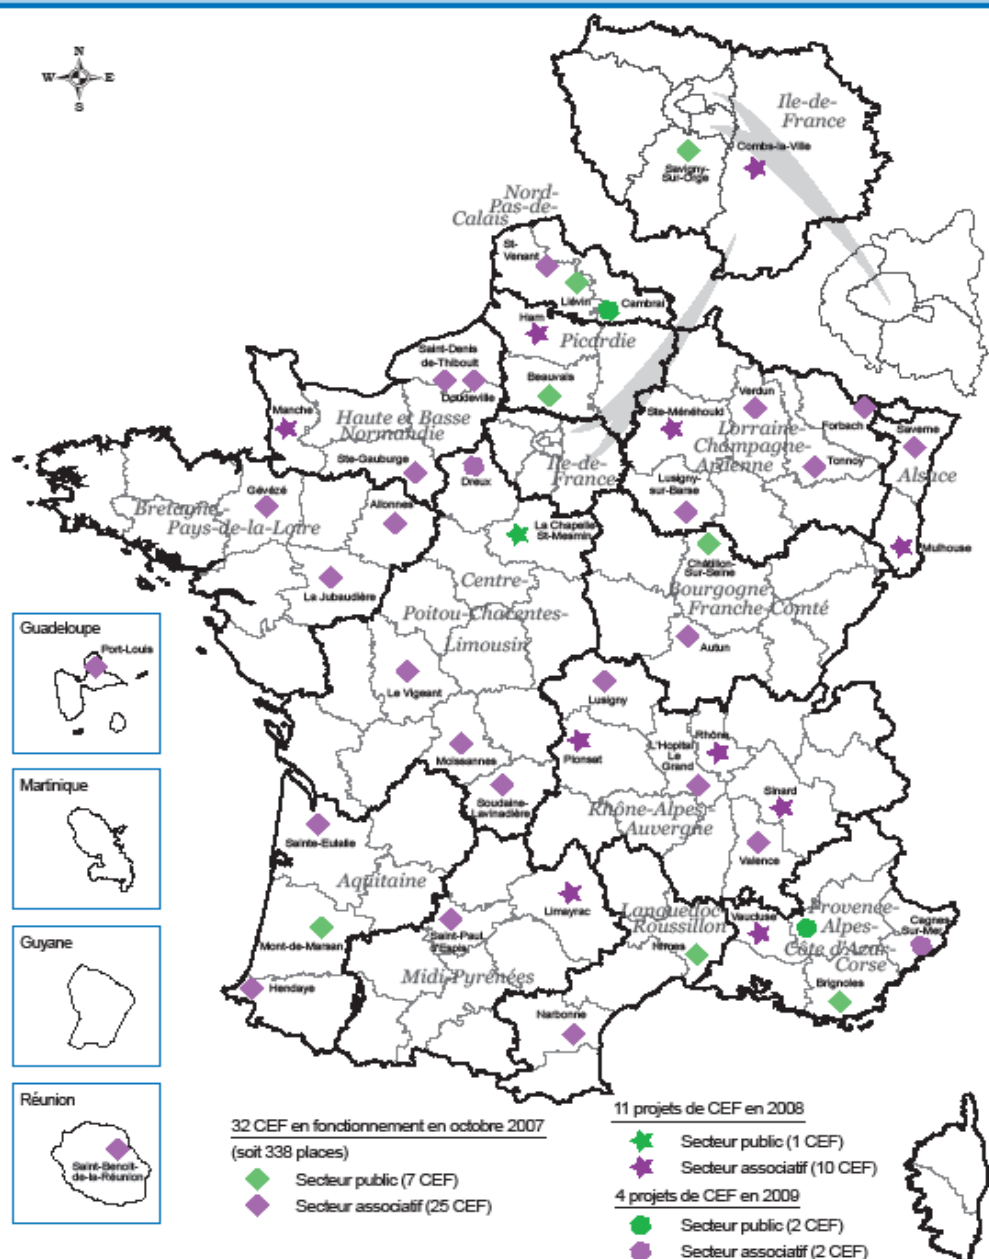 N
W E
S
Ile-de-
France
Combs-la-Ville
Savigny-
Sur-Orge
Nord-
Pas-de-
Calais
St-
Venant
Liévin
Cambrai
Ham
Picardie
Saint-Denis
de-Thiboult
Doudeville
Beauvais
Manche
Haute et Basse
Normandie
Ste-Gauburge
Dreux
Ile-de-
France
Ste-Ménéhould
Verdun
Forbach
Saverne
Lorraine-
Champagne-
Ardenne
Tonnoy
Alsace
Lusigny-
sur-Barse
Mulhouse
Gévézé
Allonnes
Bretagne-
Pays-de-la-Loire
La Jubaudière
La Chapelle
St-Mesmin
Centre-
Poitou-Charentes-
Limousin
Châtillon-
Sur-Seine
Bourgogne
Franche-Comté
Autun
Le Vigeant
Moissannes
Soudaine-
Lavinadière
Lusigny
Pionsat
L'Hopital
Le
Grand
Rhône
Sinard
Rhône-Alpes-
Auvergne
Valence
Sainte-Eulalie
Aquitaine
Mont-de-Marsan
Hendaye
Saint-Paul
d'Espis
Limayrac
Midi-Pyrénées
Languedoc-
Roussillon
Nîmes
Narbonne
Vaucluse
Provence-
Alpes-
Côte d'Azur-
Corse
Cagnes-
Sur-Mer
Brignoles
Guadeloupe
Port-Louis
Martinique
Guyane
Réunion
Saint-Benoit-
de-la-Réunion
32 CEF en fonctionnement en octobre 2007
(soit 338 places)
Secteur public (7 CEF)
Secteur associatif (25 CEF)
11 projets de CEF en 2008
Secteur public (1 CEF)
Secteur associatif (10 CEF)
4 projets de CEF en 2009
Secteur public (2 CEF)
Secteur associatif (2 CEF)